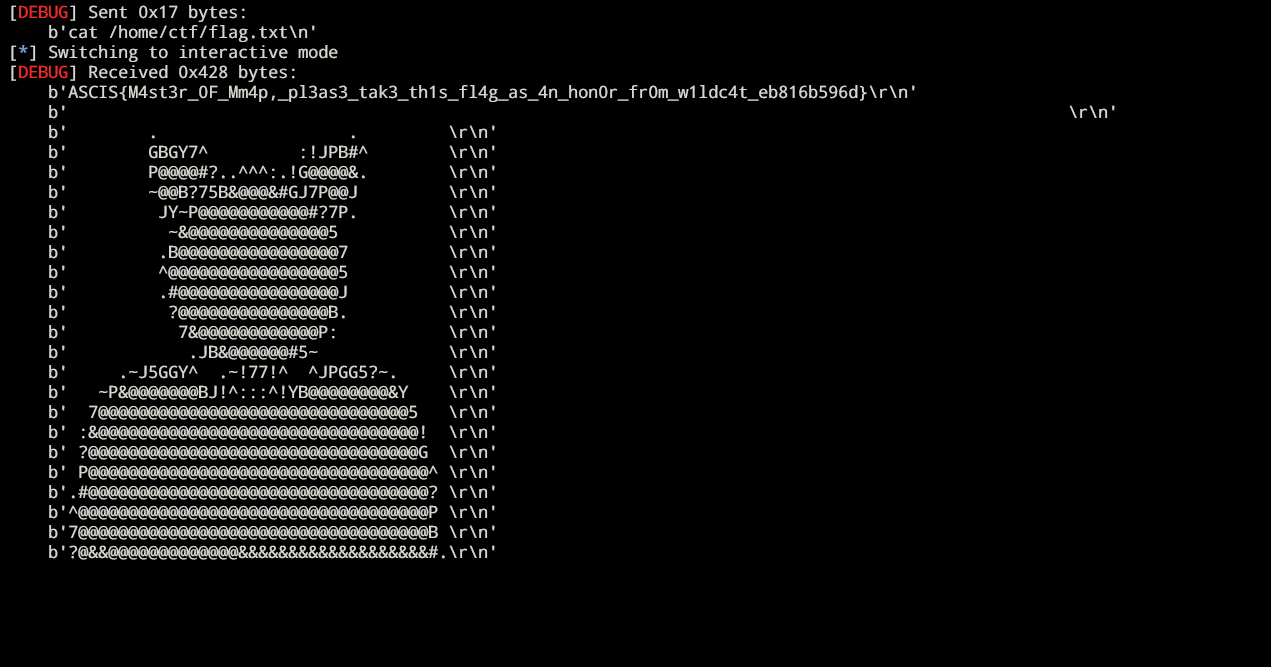 [DEBUG] Sent 0x17 bytes:
    b'cat /home/ctf/flag.txt\n'
[*] Switching to interactive mode
[DEBUG] Received 0x428 bytes:
    b'ASCIS{M4st3r_0F_Mm4p,_pl3as3_tak3_th1s_fl4g_as_4n_hon0r_fr0m_w1ldc4t_eb816b596d}\r\n'
    b'                                                                                                    \r\n'
    b'        .                   .         \r\n'
    b'        GBGY7^         :!JPB#^        \r\n'
    b'        P@@@@#?..^^^:.!G@@@@&.        \r\n'
    b'        ~@@B?75B&@@@&#GJ7P@@J         \r\n'
    b'         JY~P@@@@@@@@@@@#?7P.         \r\n'
    b'          ~&@@@@@@@@@@@@@@5           \r\n'
    b'         .B@@@@@@@@@@@@@@@@7          \r\n'
    b'         ^@@@@@@@@@@@@@@@@@5          \r\n'
    b'         .#@@@@@@@@@@@@@@@@J          \r\n'
    b'          ?@@@@@@@@@@@@@@@B.          \r\n'
    b'           7&@@@@@@@@@@@@P:           \r\n'
    b'            .JB&@@@@@@#5~             \r\n'
    b'     .~J5GGY^  .~!77!^  ^JPGG5?~.     \r\n'
    b'   ~P&@@@@@@@BJ!^:::^!YB@@@@@@@@&Y    \r\n'
    b'  7@@@@@@@@@@@@@@@@@@@@@@@@@@@@@@@5   \r\n'
    b' :&@@@@@@@@@@@@@@@@@@@@@@@@@@@@@@@@!  \r\n'
    b' ?@@@@@@@@@@@@@@@@@@@@@@@@@@@@@@@@@G  \r\n'
    b' P@@@@@@@@@@@@@@@@@@@@@@@@@@@@@@@@@@^ \r\n'
    b'.#@@@@@@@@@@@@@@@@@@@@@@@@@@@@@@@@@@? \r\n'
    b'^@@@@@@@@@@@@@@@@@@@@@@@@@@@@@@@@@@@P \r\n'
    b'7@@@@@@@@@@@@@@@@@@@@@@@@@@@@@@@@@@@B \r\n'
    b'?@&&@@@@@@@@@@@@@&&&&&&&&&&&&&&&&&&&#.\r\n'